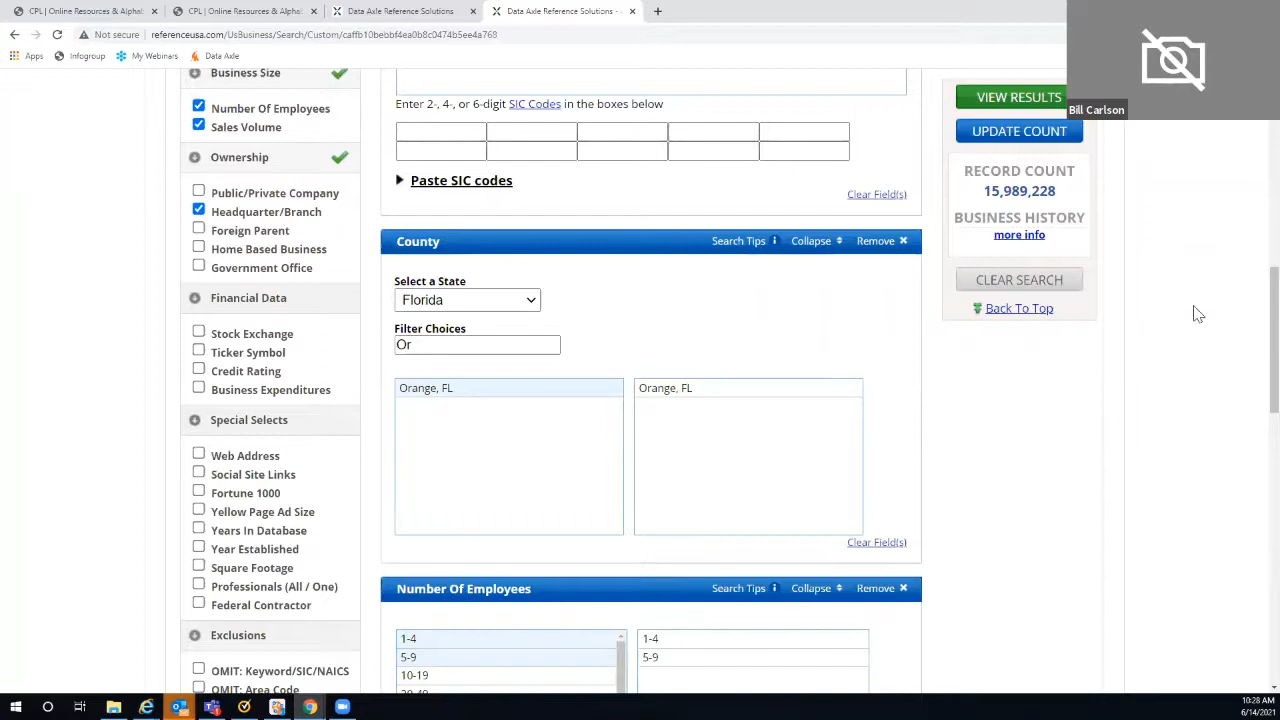 CPL | Online Resources & Alphab
CPL | Online Resources & Alphab
Data Axle Reference Solutions
Data Axle Reference Solutions -
Not secure | referenceusa.com/UsBusiness/Search/Custom/caffb10bebbf4ea0b8c0474b5ee4a768
Apps
Infogroup
My Webinars
Data Axle
Bill Carlson
Business Size
Number Of Employees
Sales Volume
Ownership
Public/Private Company
Headquarter/Branch
Foreign Parent
Home Based Business
Government Office
Financial Data
Stock Exchange
Ticker Symbol
Credit Rating
Business Expenditures
Special Selects
Web Address
Social Site Links
Fortune 1000
Yellow Page Ad Size
Years In Database
Year Established
Square Footage
Professionals (All / One)
Federal Contractor
Exclusions
OMIT: Keyword/SIC/NAICS
OMIT: Area Code
Enter 2-, 4-, or 6-digit SIC Codes in the boxes below
Paste SIC codes
Clear Field(s)
County
Search Tips
Collapse
Remove
Select a State
Florida
Filter Choices
Or
Orange, FL
Orange, FL
Clear Field(s)
Number Of Employees
Search Tips
Collapse
Remove
1-4
5-9
10-19
1-4
5-9
VIEW RESULTS
UPDATE COUNT
RECORD COUNT
15,989,228
BUSINESS HISTORY
more info
CLEAR SEARCH
Back To Top
10:28 AM
6/14/2021